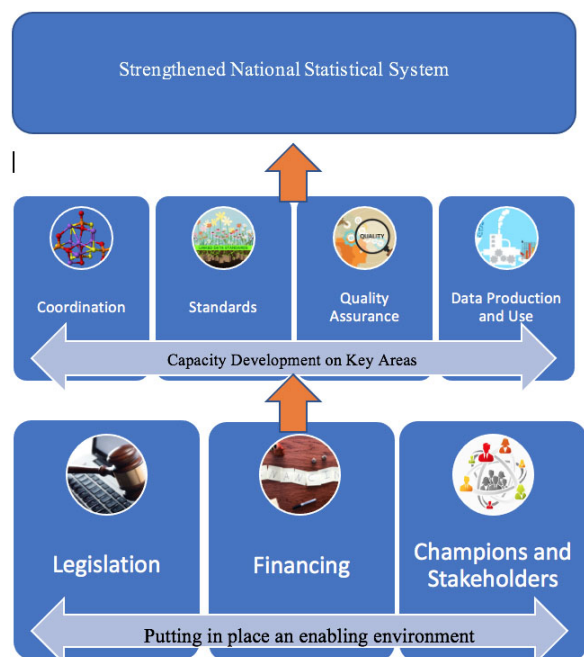 Strengthened National Statistical System
Coordination
Standards
Quality
Assurance
Data Production
and Use
QUALITY
Capacity Development on Key Areas
Legislation
Financing
Champions and
Stakeholders
Putting in place an enabling environment